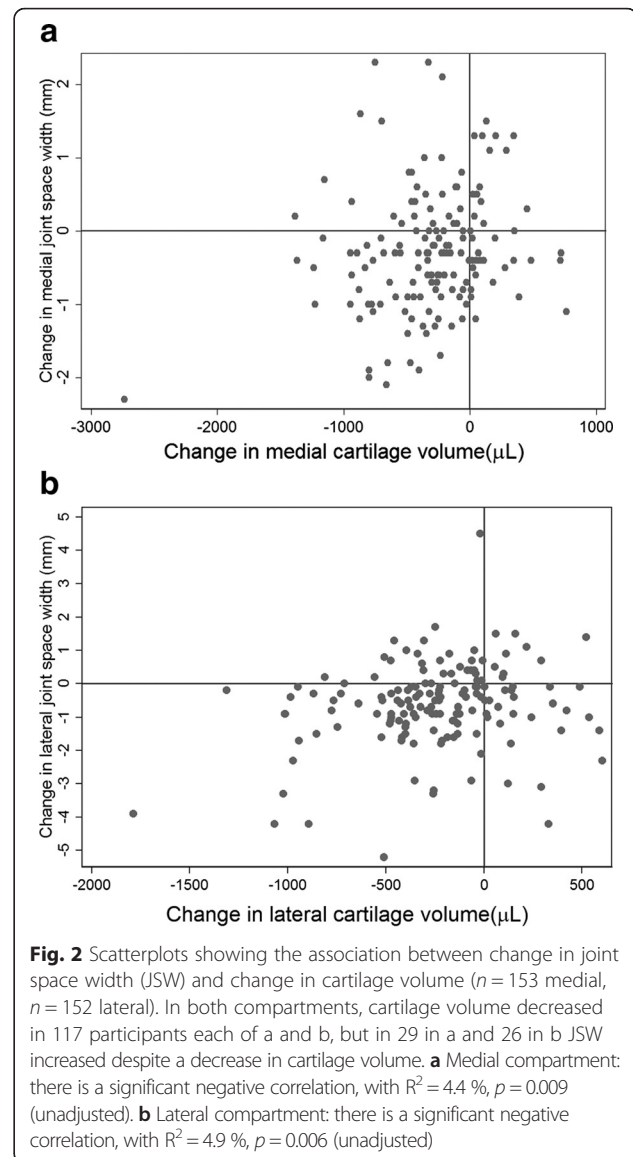 a
2
1
0
-1
-2
Change in medial joint space width (mm)
-3000 -2000 -1000 0 1000
Change in medial cartilage volume(μL)
b
5
4
3
2
1
0
-1
-2
-3
-4
-5
Change in lateral joint space width (mm)
-2000 -1500 -1000 -500 0 500
Change in lateral cartilage volume(μL)
Fig. 2 Scatterplots showing the association between change in joint
space width (JSW) and change in cartilage volume (n = 153 medial,
n = 152 lateral). In both compartments, cartilage volume decreased
in 117 participants each of a and b, but in 29 in a and 26 in b JSW
increased despite a decrease in cartilage volume. a Medial compartment:
there is a significant negative correlation, with R² = 4.4 %, p = 0.009
(unadjusted). b Lateral compartment: there is a significant negative
correlation, with R² = 4.9 %, p = 0.006 (unadjusted)